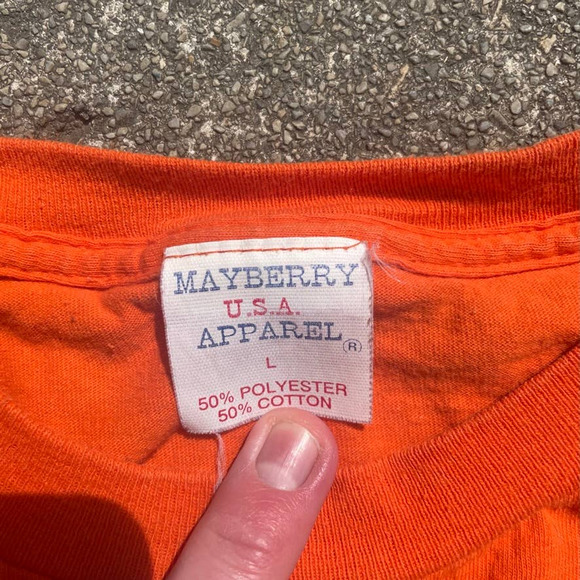 MAYBERRY
U.S.A.
APPAREL ®
L
50% POLYESTER
50% COTTON